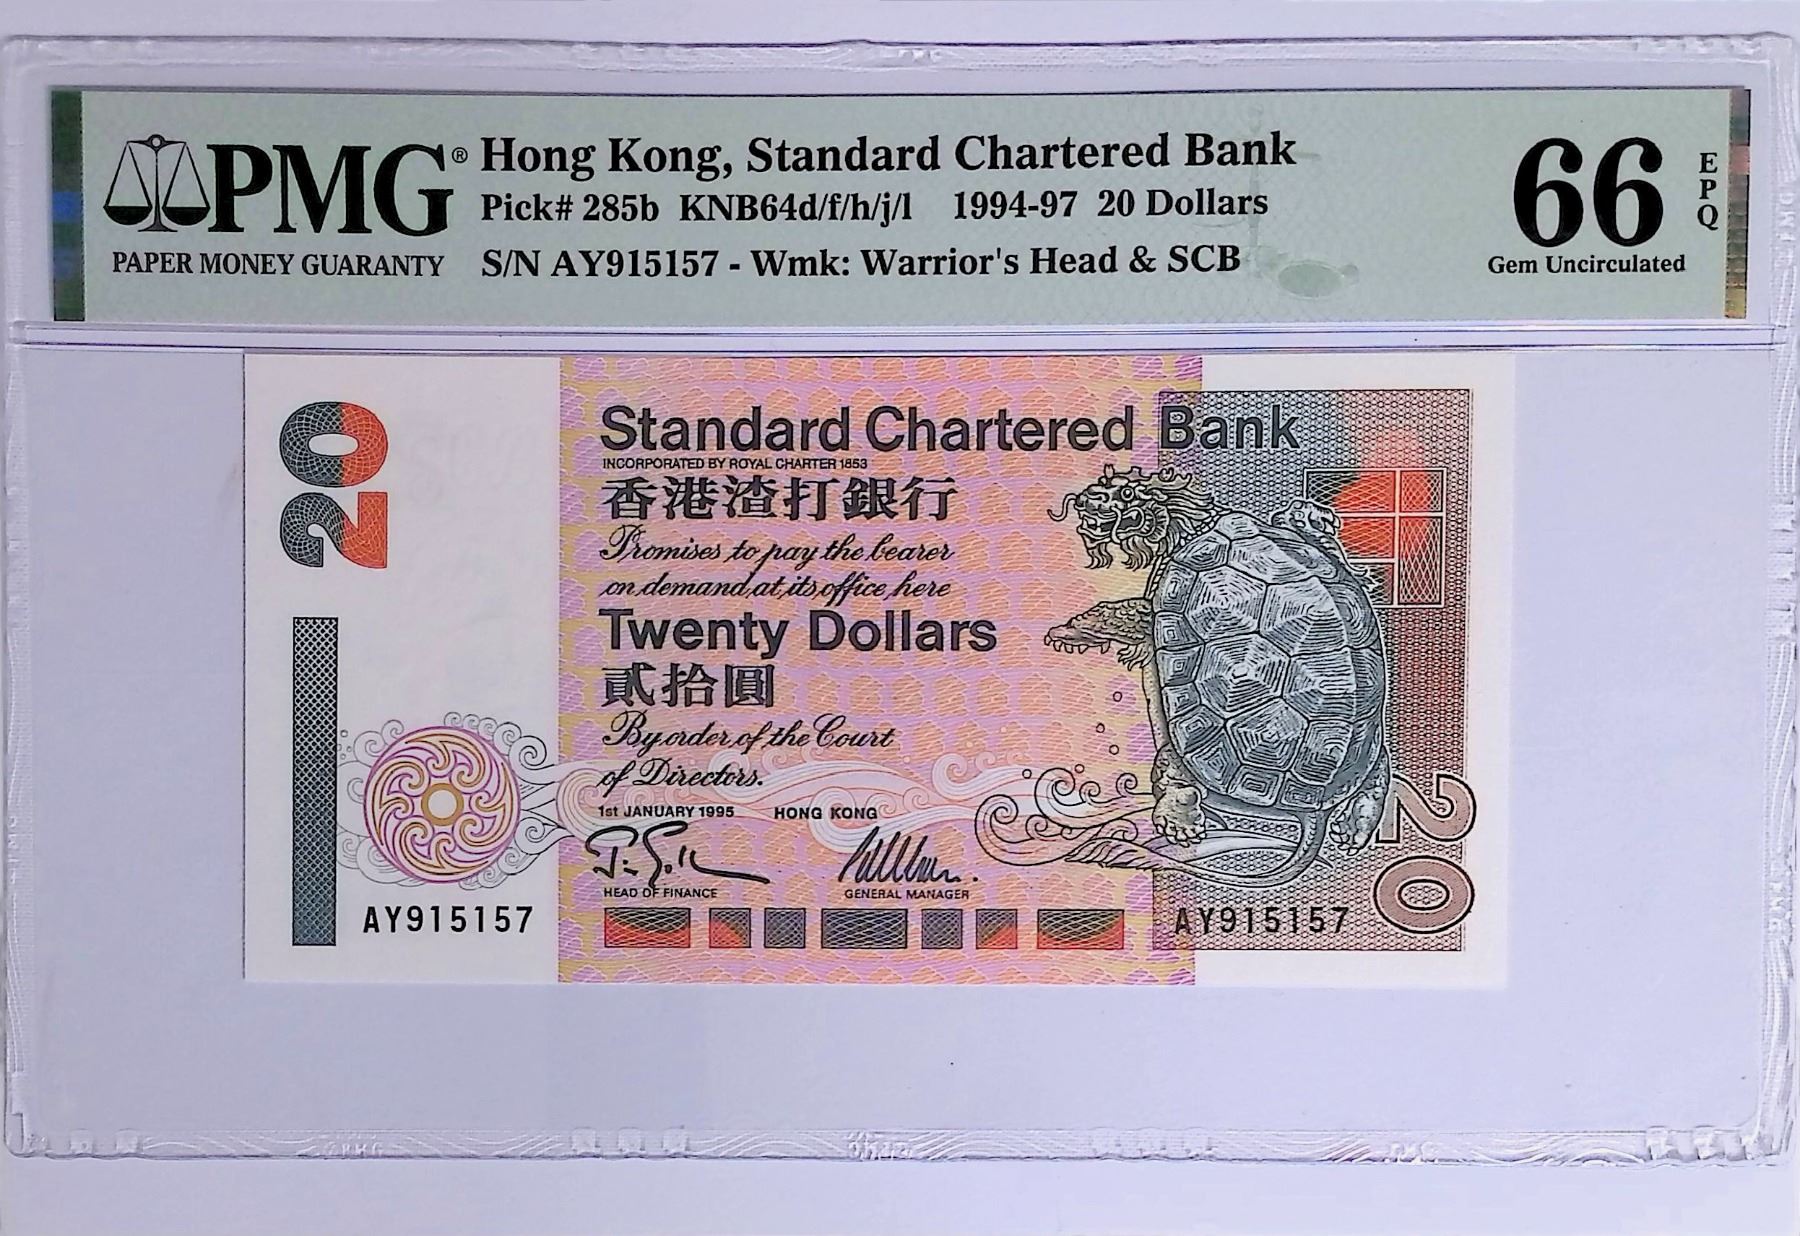 PMG®
PAPER MONEY GUARANTY
Hong Kong, Standard Chartered Bank
Pick# 285b KNB64d/f/h/j/l 1994-97 20 Dollars
S/N AY915157 - Wmk: Warrior's Head & SCB
66
EPQ
Gem Uncirculated
20
Standard Chartered Bank
INCORPORATED BY ROYAL CHARTER 1853
香港渣打銀行
Promises to pay the bearer
on demand at its office here
Twenty Dollars
貳拾圓
By order of the Court
of Directors.
1st JANUARY 1995 HONG KONG
HEAD OF FINANCE GENERAL MANAGER
AY915157 AY915157
20